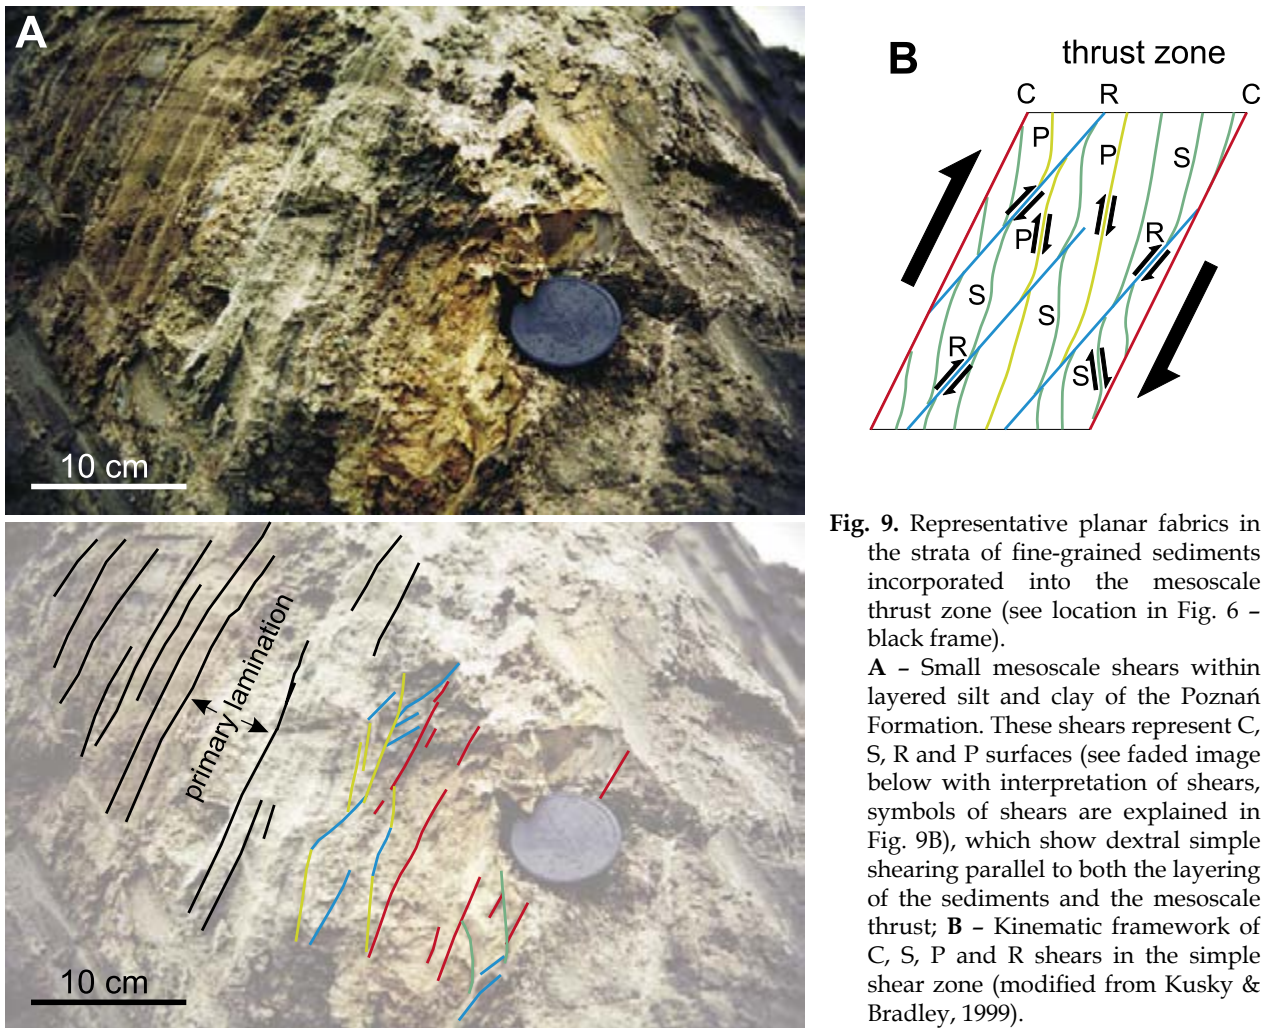 A
10 cm
primary lamination
10 cm
B
thrust zone
C R C
P
P
S
P
R
S
S
R
S
Fig. 9. Representative planar fabrics in
the strata of fine-grained sediments
incorporated into the mesoscale
thrust zone (see location in Fig. 6 –
black frame).
A – Small mesoscale shears within
layered silt and clay of the Poznań
Formation. These shears represent C,
S, R and P surfaces (see faded image
below with interpretation of shears,
symbols of shears are explained in
Fig. 9B), which show dextral simple
shearing parallel to both the layering
of the sediments and the mesoscale
thrust; B – Kinematic framework of
C, S, P and R shears in the simple
shear zone (modified from Kusky &
Bradley, 1999).